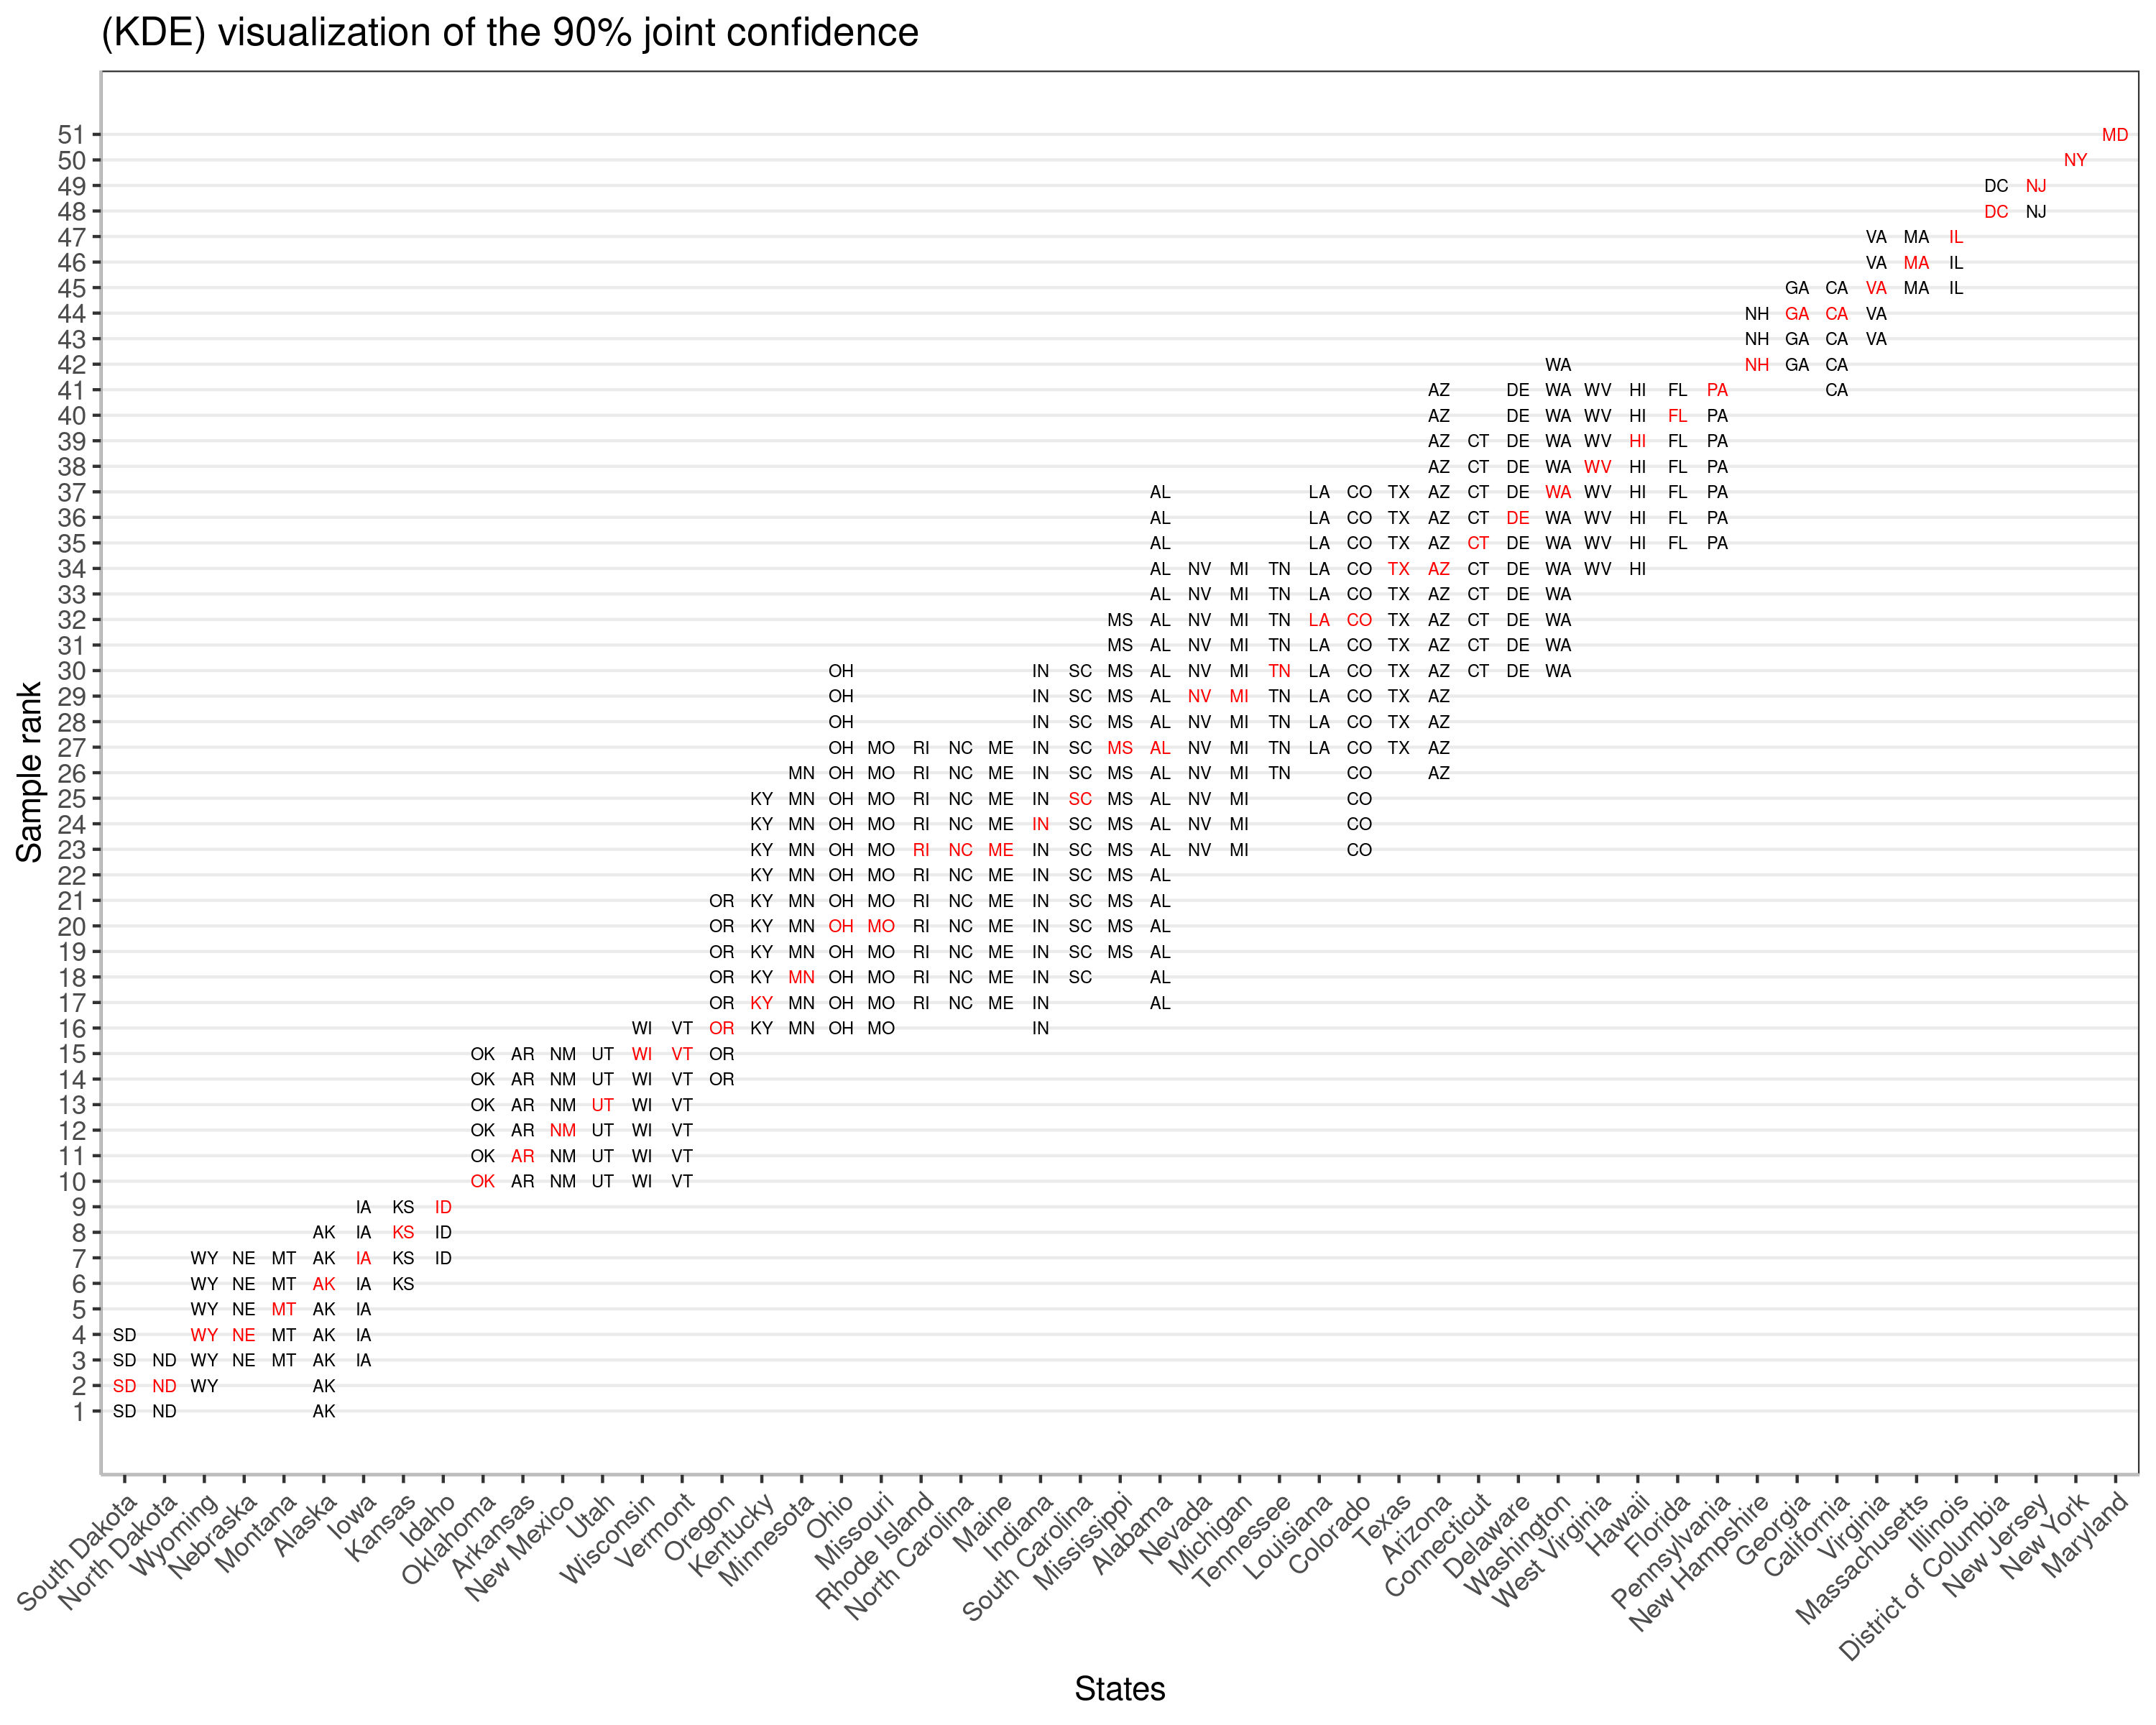 (KDE) visualization of the 90% joint confidence
51 MD
50 NY
49 DC NJ
48 DC NJ
47 VA MA IL
46 VA MA IL
45 GA CA VA MA IL
44 NH GA CA VA
43 NH GA CA VA
42 WA NH GA CA
41 AZ DE WA WV HI FL PA CA
40 AZ DE WA WV HI FL PA
39 AZ CT DE WA WV HI FL PA
38 AZ CT DE WA WV HI FL PA
37 AL LA CO TX AZ CT DE WA WV HI FL PA
36 AL LA CO TX AZ CT DE WA WV HI FL PA
35 AL LA CO TX AZ CT DE WA WV HI FL PA
34 AL NV MI TN LA CO TX AZ CT DE WA WV HI
33 AL NV MI TN LA CO TX AZ CT DE WA
32 MS AL NV MI TN LA CO TX AZ CT DE WA
31 MS AL NV MI TN LA CO TX AZ CT DE WA
30 OH IN SC MS AL NV MI TN LA CO TX AZ CT DE WA
29 OH IN SC MS AL NV MI TN LA CO TX AZ
28 OH IN SC MS AL NV MI TN LA CO TX AZ
27 OH MO RI NC ME IN SC MS AL NV MI TN LA CO TX AZ
26 MN OH MO RI NC ME IN SC MS AL NV MI TN CO AZ
25 KY MN OH MO RI NC ME IN SC MS AL NV MI CO
24 KY MN OH MO RI NC ME IN SC MS AL NV MI CO
23 KY MN OH MO RI NC ME IN SC MS AL NV MI CO
22 KY MN OH MO RI NC ME IN SC MS AL
21 OR KY MN OH MO RI NC ME IN SC MS AL
20 OR KY MN OH MO RI NC ME IN SC MS AL
19 OR KY MN OH MO RI NC ME IN SC MS AL
18 OR KY MN OH MO RI NC ME IN SC AL
17 OR KY MN OH MO RI NC ME IN AL
16 WI VT OR KY MN OH MO IN
15 OK AR NM UT WI VT OR
14 OK AR NM UT WI VT OR
13 OK AR NM UT WI VT
12 OK AR NM UT WI VT
11 OK AR NM UT WI VT
10 OK AR NM UT WI VT
9 IA KS ID
8 AK IA KS ID
7 WY NE MT AK IA KS ID
6 WY NE MT AK IA KS
5 WY NE MT AK IA
4 SD WY NE MT AK IA
3 SD ND WY NE MT AK IA
2 SD ND WY AK
1 SD ND AK
Sample rank
South Dakota
North Dakota
Wyoming
Nebraska
Montana
Alaska
Iowa
Kansas
Idaho
Oklahoma
Arkansas
New Mexico
Utah
Wisconsin
Vermont
Oregon
Kentucky
Minnesota
Ohio
Missouri
Rhode Island
North Carolina
Maine
Indiana
South Carolina
Mississippi
Alabama
Nevada
Michigan
Tennessee
Louisiana
Colorado
Texas
Arizona
Connecticut
Delaware
Washington
West Virginia
Hawaii
Florida
Pennsylvania
New Hampshire
Georgia
California
Virginia
Massachusetts
Illinois
District of Columbia
New Jersey
New York
Maryland
States